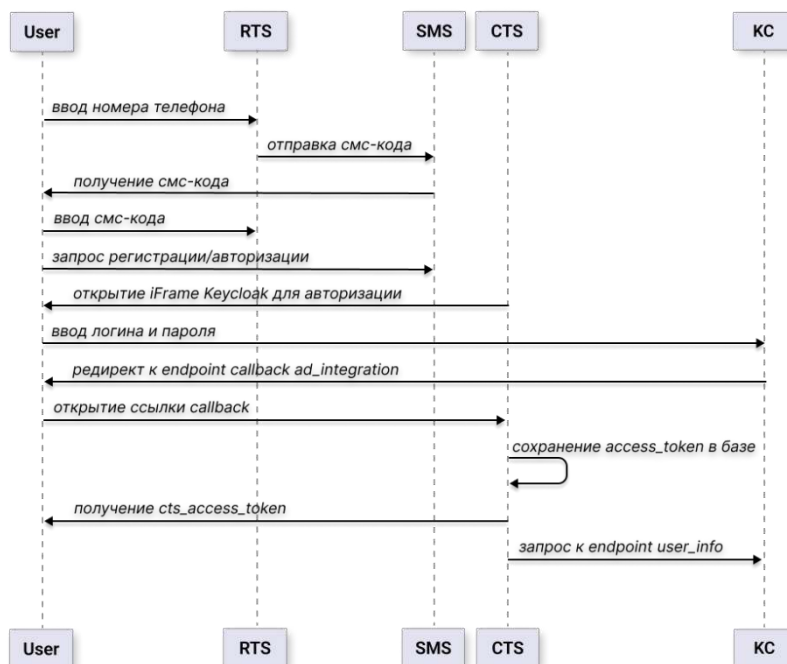 User RTS SMS CTS KC
ввод номера телефона
отправка смс-кода
получение смс-кода
ввод смс-кода
запрос регистрации/авторизации
открытие iFrame Keycloak для авторизации
ввод логина и пароля
редирект к endpoint callback ad_integration
открытие ссылки callback
сохранение access_token в базе
получение cts_access_token
запрос к endpoint user_info
User RTS SMS CTS KC